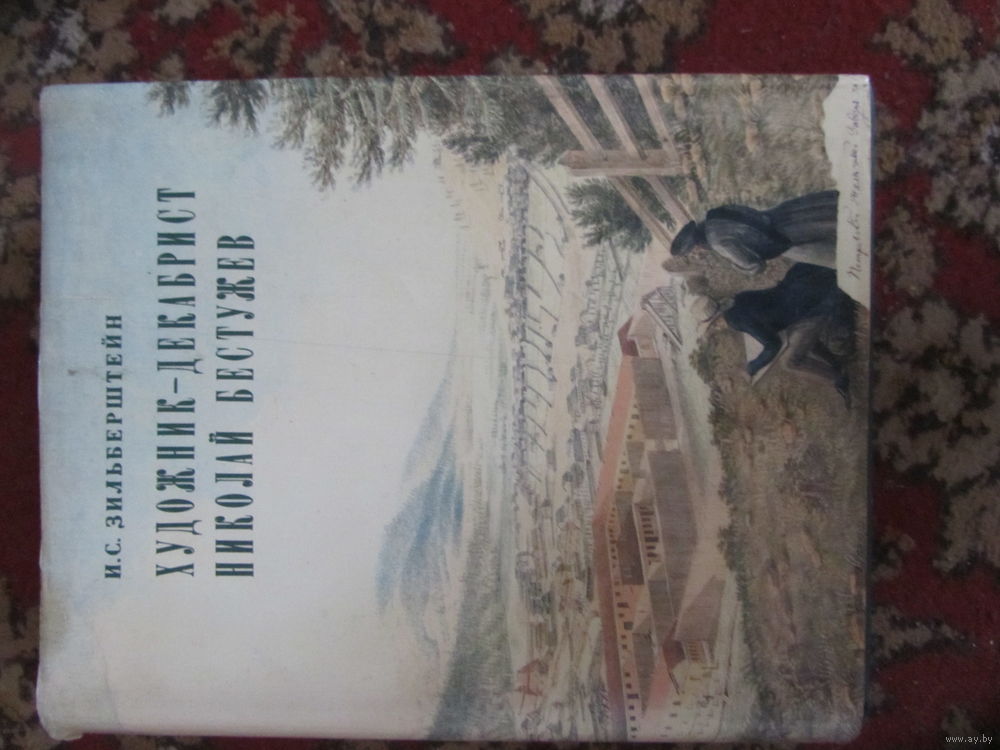 И.С. ЗИЛЬБЕРШТЕЙН
ХУДОЖНИК–ДЕКАБРИСТ
НИКОЛАЙ БЕСТУЖЕВ
www.ay.by